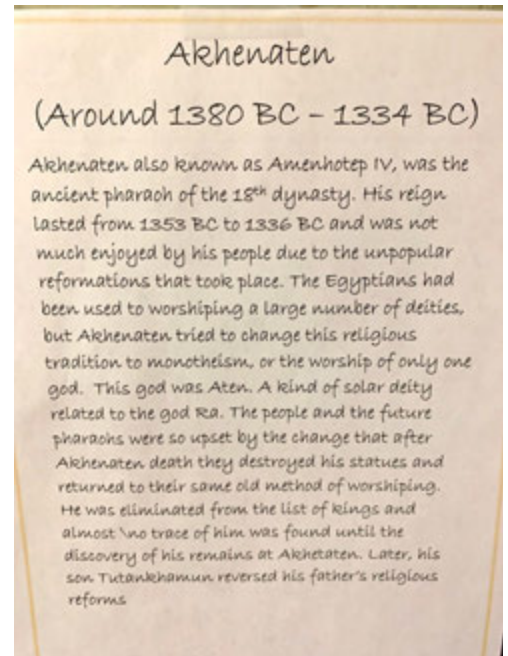 Akhenaten
(Around 1380 BC – 1334 BC)
Akhenaten also known as Amenhotep IV, was the
ancient pharaoh of the 18th dynasty. His reign
lasted from 1353 BC to 1336 BC and was not
much enjoyed by his people due to the unpopular
reformations that took place. The Egyptians had
been used to worshiping a large number of deities,
but Akhenaten tried to change this religious
tradition to monotheism, or the worship of only one
god. This god was Aten. A kind of solar deity
related to the god Ra. The people and the future
pharaohs were so upset by the change that after
Akhenaten death they destroyed his statues and
returned to their same old method of worshiping.
He was eliminated from the list of kings and
almost \no trace of him was found until the
discovery of his remains at Akhetaten. Later, his
son Tutankhamun reversed his father's religious
reforms